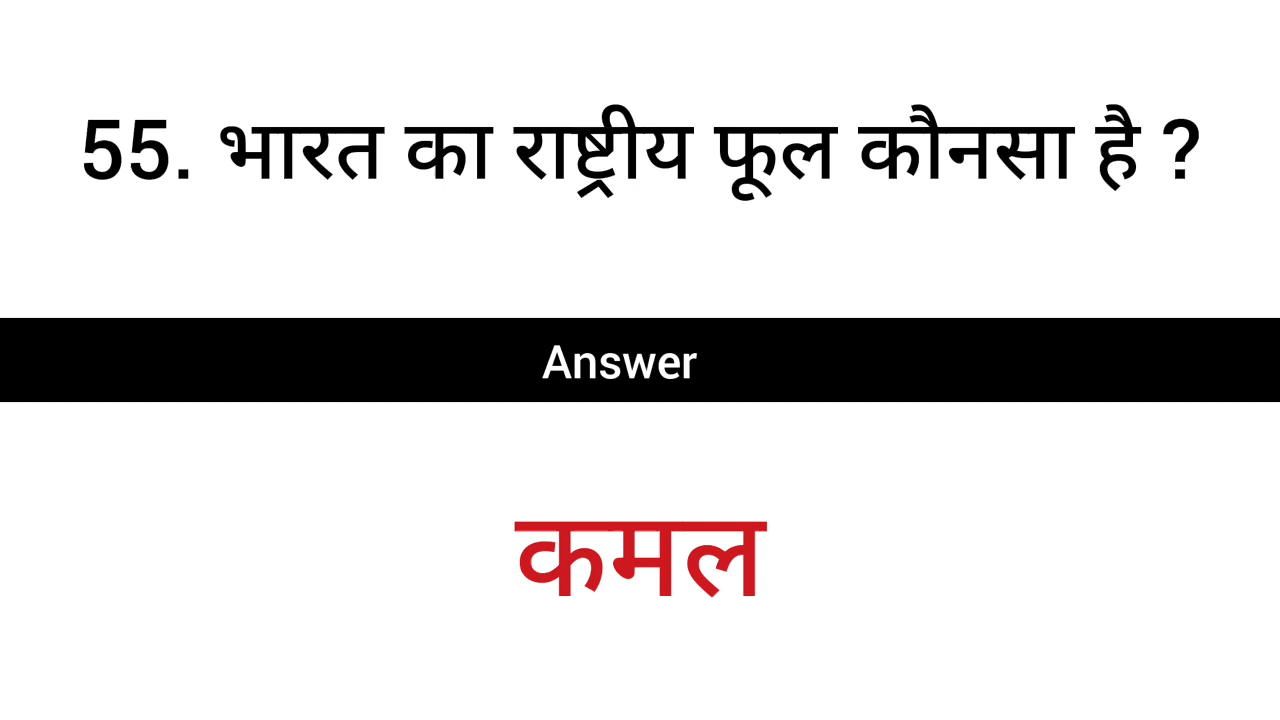 55. भारत का राष्ट्रीय फूल कौनसा है ?
Answer
कमल